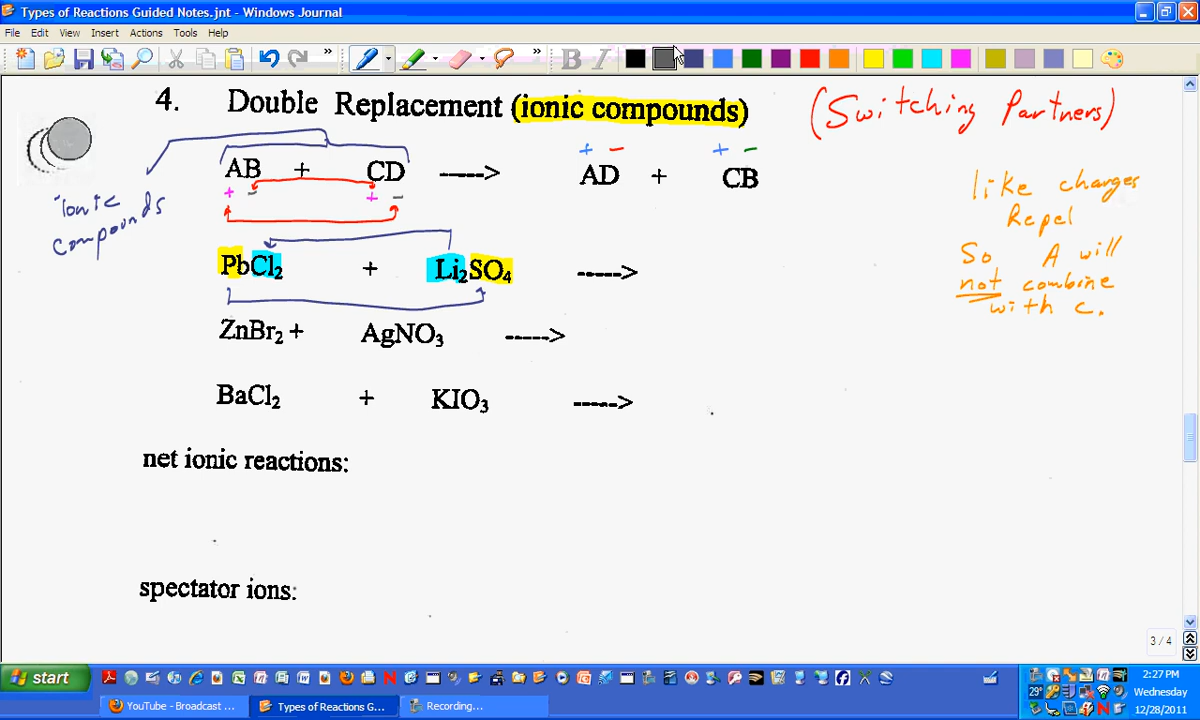 Types of Reactions Guided Notes.jnt - Windows Journal
File Edit View Insert Actions Tools Help
4. Double Replacement (ionic compounds) (Switching Partners)
AB + CD -----> AD + CB
+ - + - + - + -
ionic
compounds
like charges
Repel
So A will
not combine
with C.
PbCl₂ + Li₂SO₄ ----->
ZnBr₂ + AgNO₃ ----->
BaCl₂ + KIO₃ ----->
net ionic reactions:
spectator ions:
3 / 4
start
2:27 PM
29°
Wednesday
YouTube - Broadcast ...
Types of Reactions G...
Recording...
12/28/2011